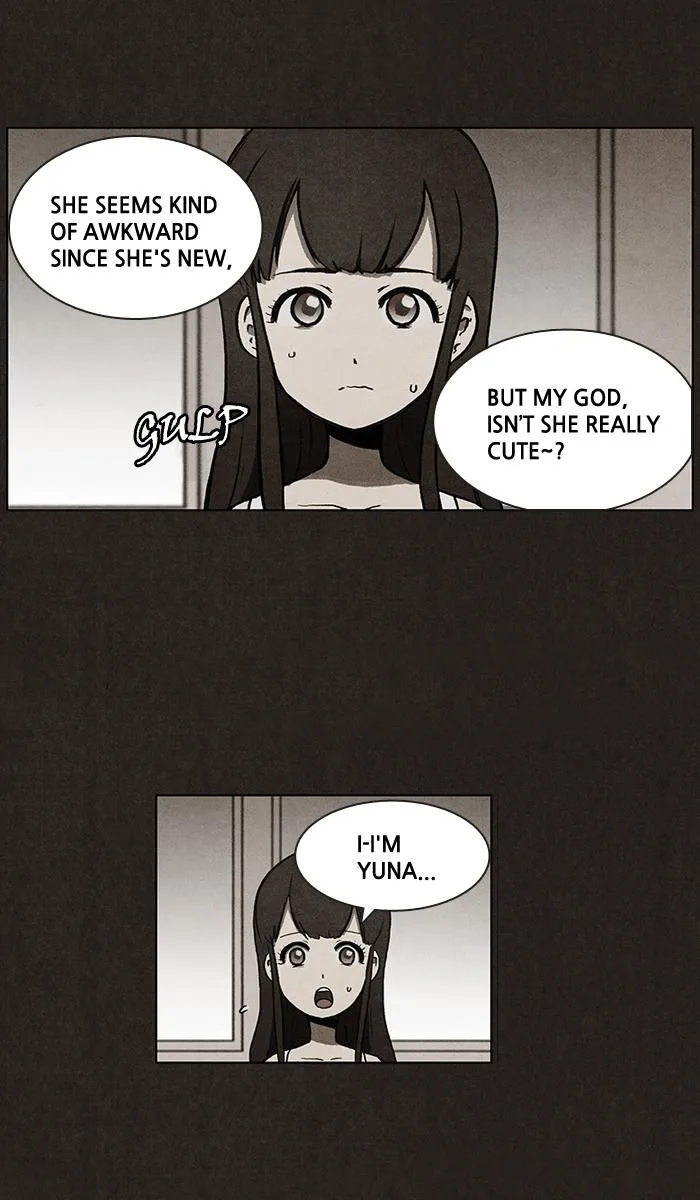 SHE SEEMS KIND
OF AWKWARD
SINCE SHE'S NEW,
GULP
BUT MY GOD,
ISN'T SHE REALLY
CUTE~?
I-I'M
YUNA...